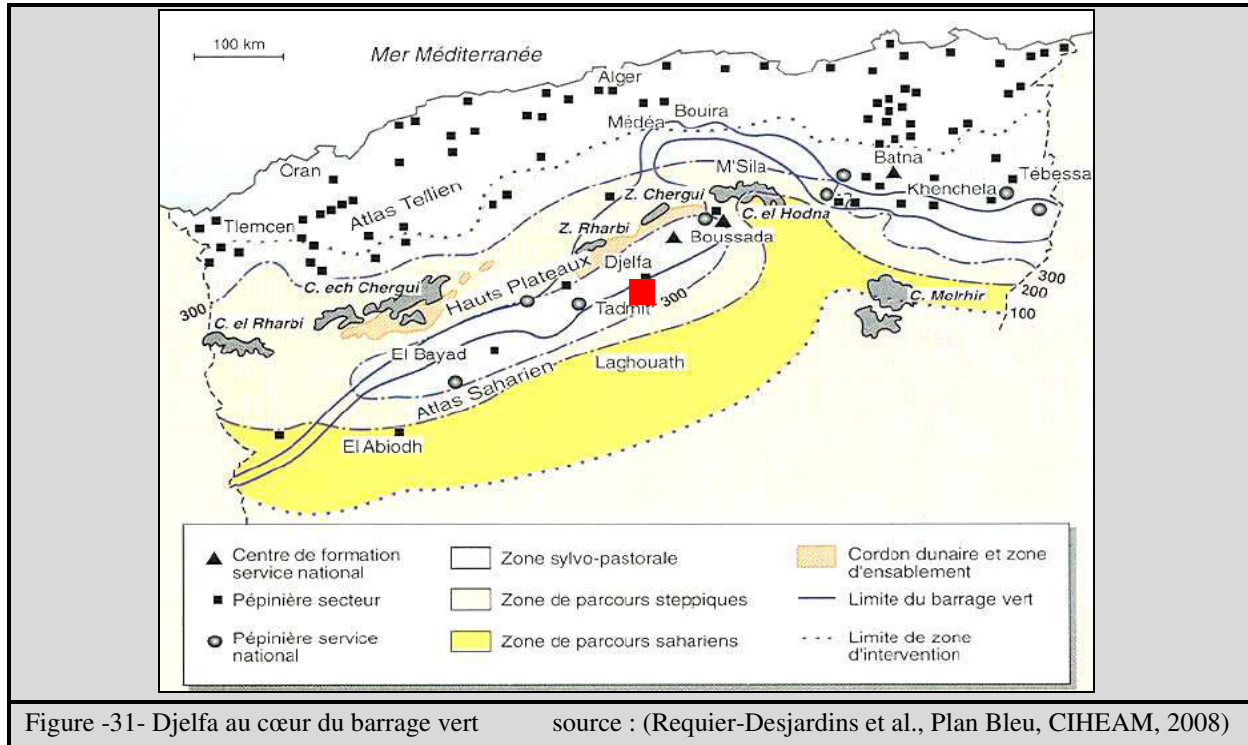 100 km
Mer Méditerranée
Alger
Bouira
Médéa
Batna
M'Sila
Cran
Tébessa
Khenchela
Z. Chergui
Atlas Tellien
C. el Hodna
Tlemcen
Z. Rharbi
Boussada
Djelfa
Hauts Plateaux
C. ech Chergui
300
200
100
C. Melrhir
300
Tadmit
300
C. el Rharbi
El Bayad
Laghouath
Atlas Saharien
El Abiodh
Centre de formation
service national
Pépinière secteur
Pépinière service
national
Zone sylvo-pastorale
Zone de parcours steppiques
Zone de parcours sahariens
Cordon dunaire et zone
d'ensablement
Limite du barrage vert
Limite de zone
d'intervention
Figure -31- Djelfa au cœur du barrage vert source : (Requier-Desjardins et al., Plan Bleu, CIHEAM, 2008)